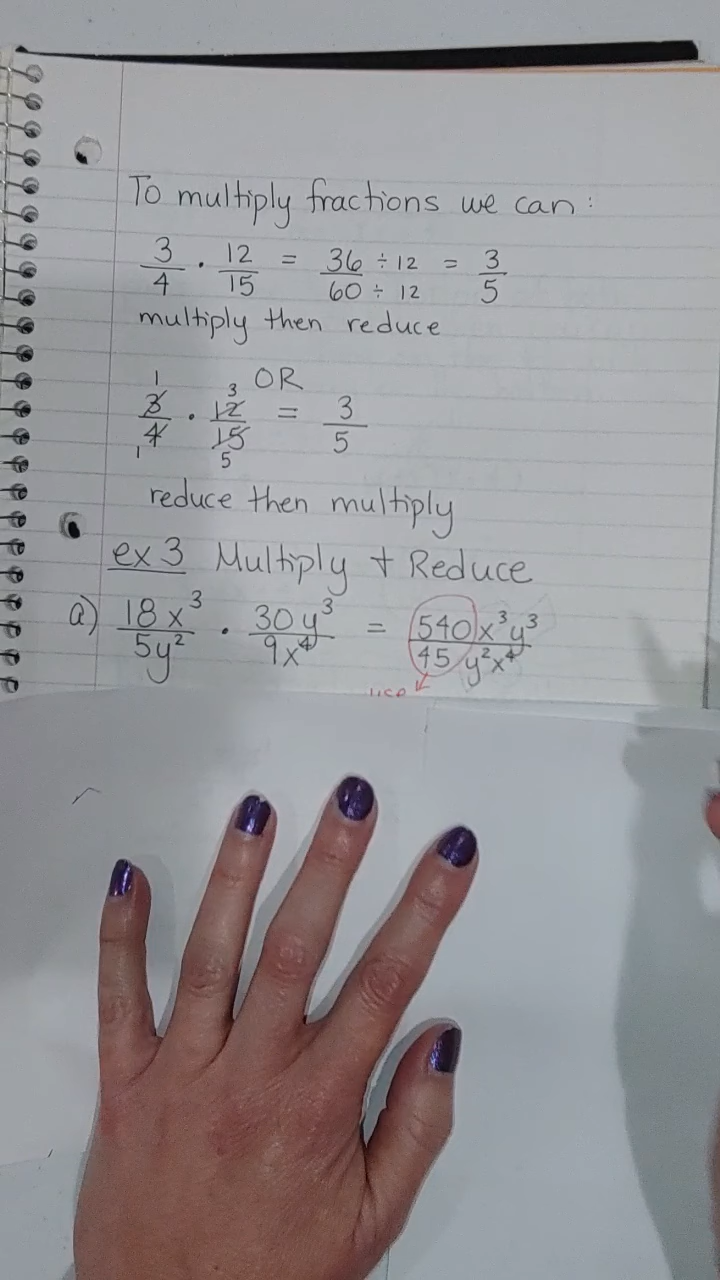 To multiply fractions we can:
3/4 · 12/15 = 36 ÷ 12/60 ÷ 12 = 3/5
multiply then reduce
OR
1 3
3/4 · 12/15 = 3/5
1 5
reduce then multiply
ex 3 Multiply + Reduce
a) 18x³/5y² · 30y³/9x⁴ = 540x³y³/45y²x⁴